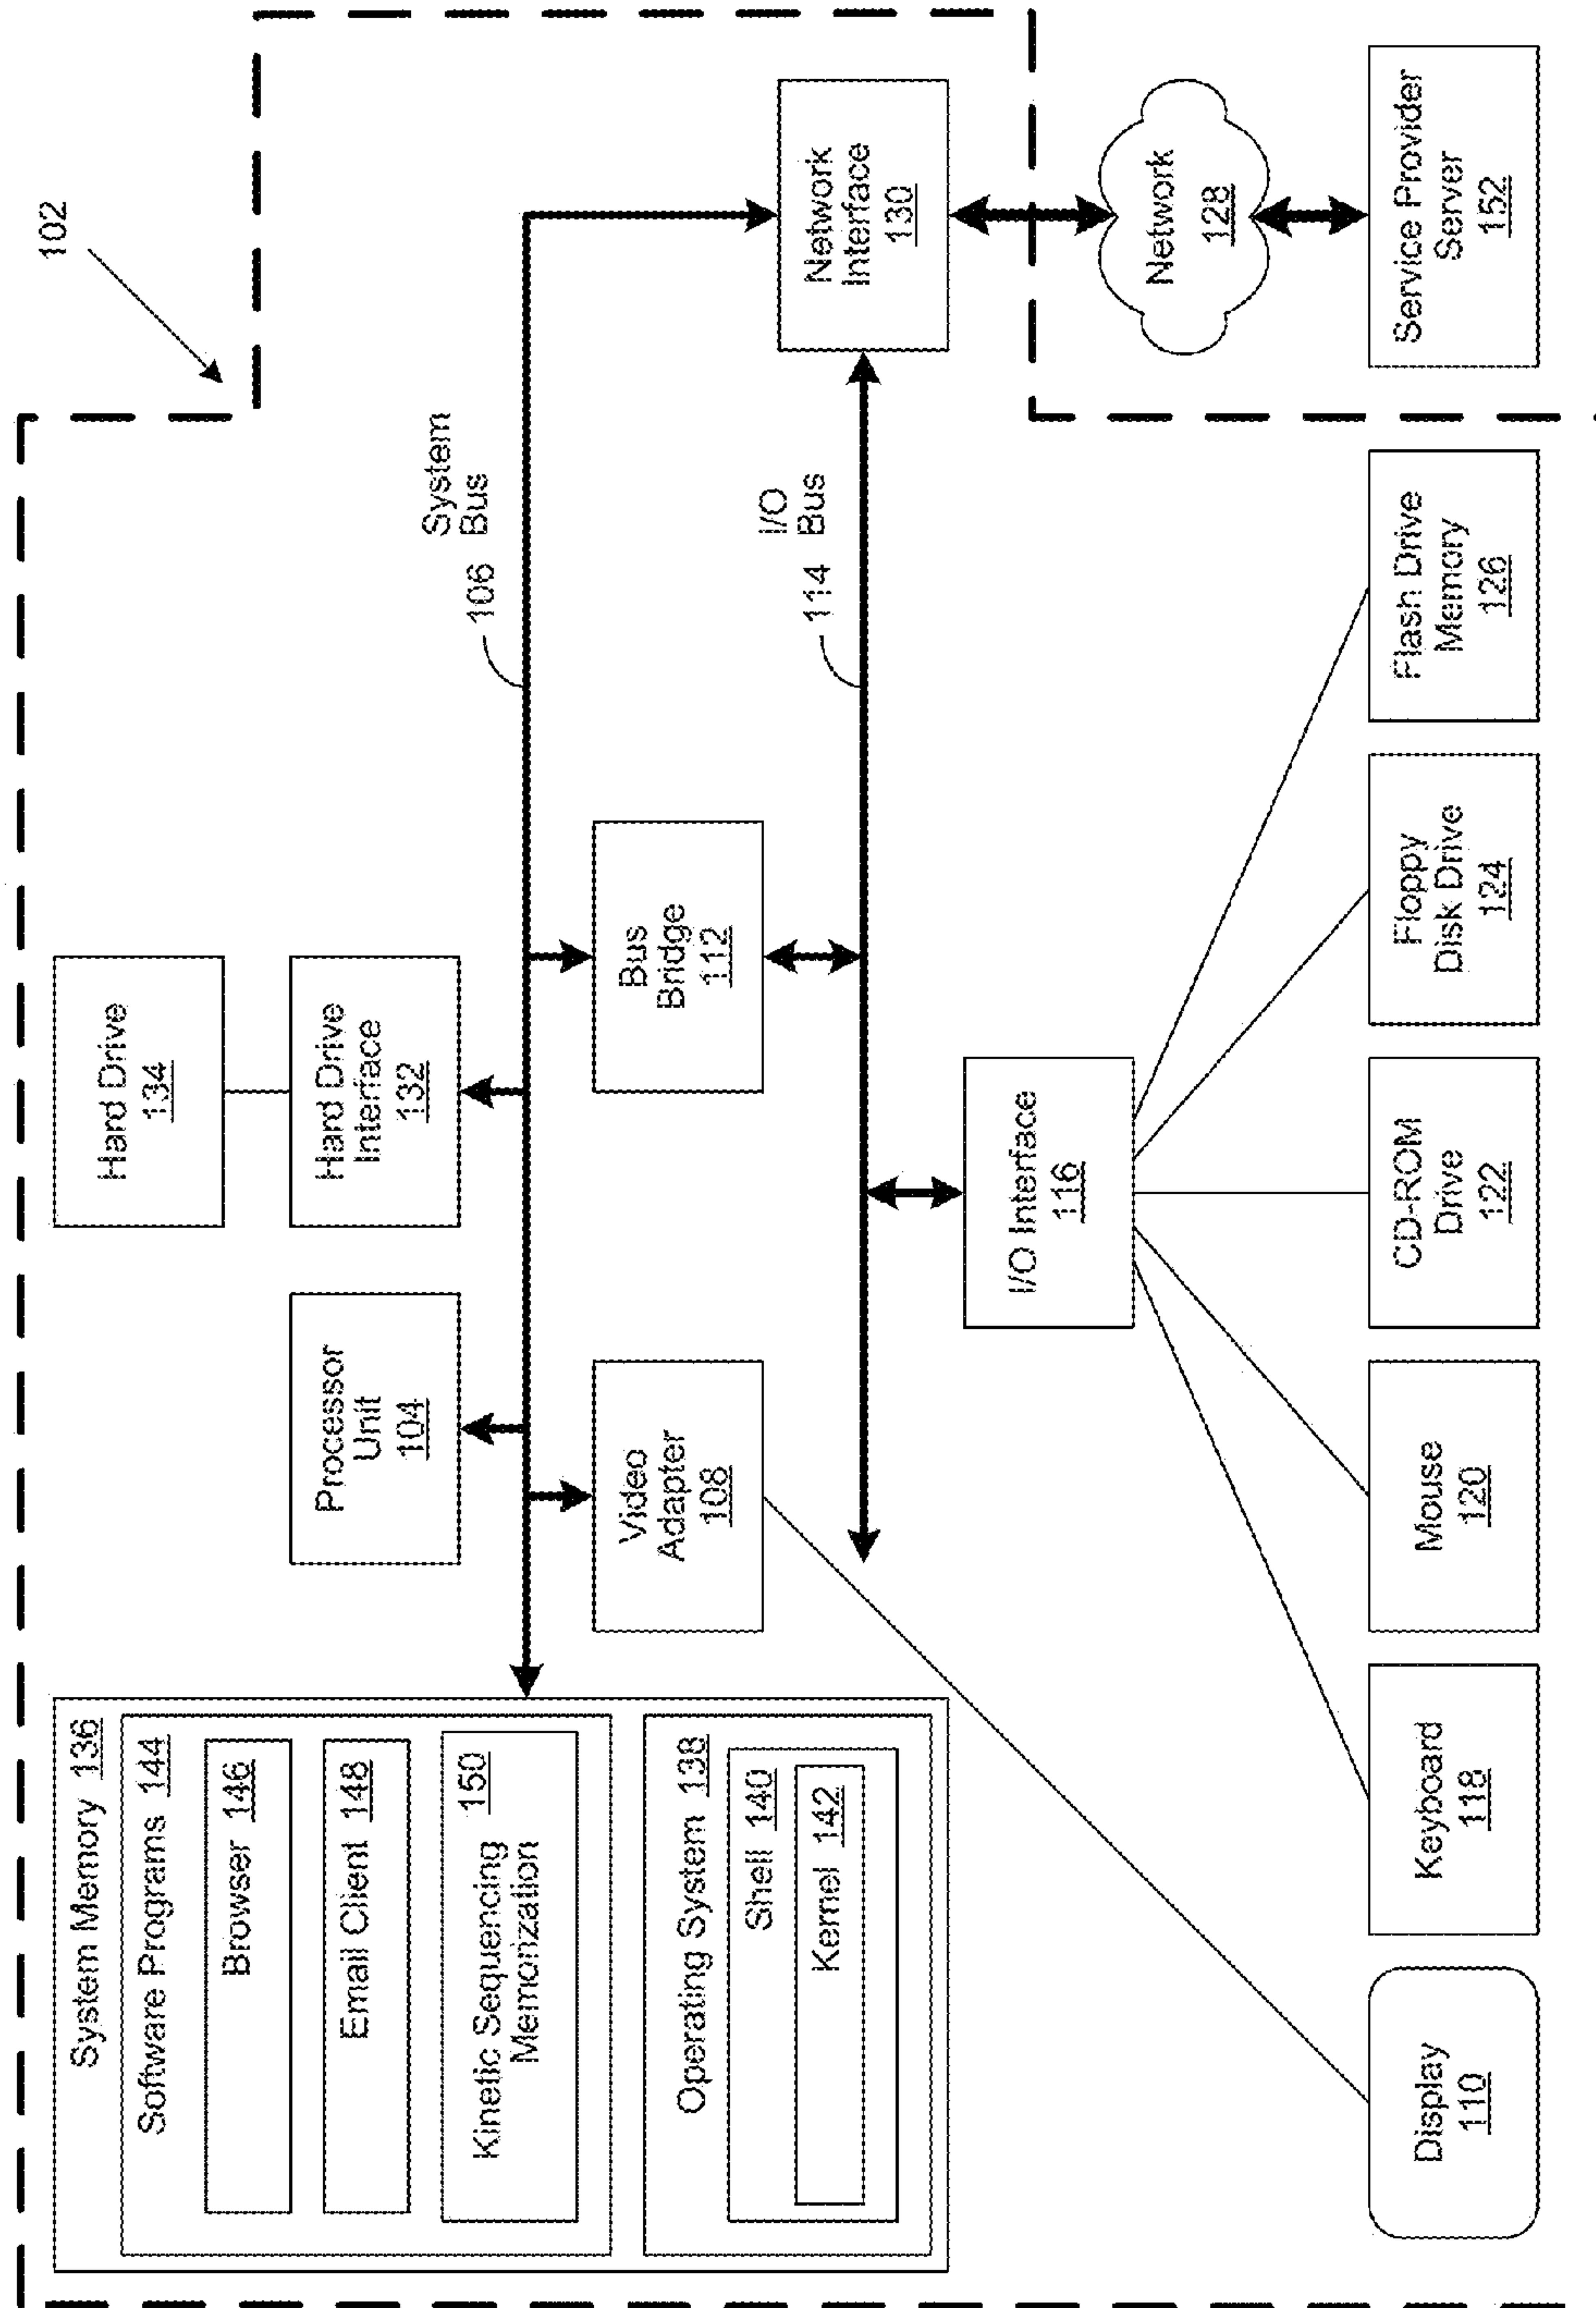 102
System Memory 136
Software Programs 144
Browser 146
Email Client 148
Kinetic Sequencing 150
Memorization
Operating System 138
Shell 140
Kernel 142
Processor
Unit
104
Hard Drive
134
Hard Drive
Interface
132
106
System
Bus
Video
Adapter
108
Bus
Bridge
112
114
I/O
Bus
Network
Interface
130
I/O Interface
116
Network
128
Display
110
Keyboard
118
Mouse
120
CD-ROM
Drive
122
Floppy
Disk Drive
124
Flash Drive
Memory
126
Service Provider
Server
152